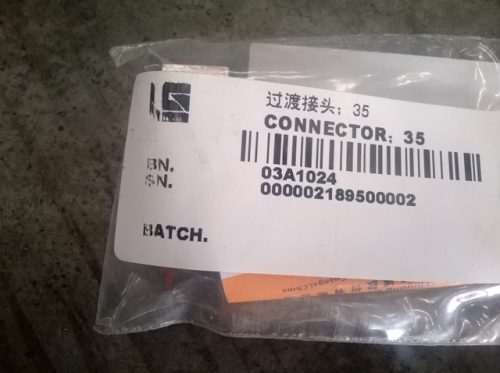 过渡接头; 35
CONNECTOR; 35
BN. 03A1024
SN. 000002189500002
BATCH.